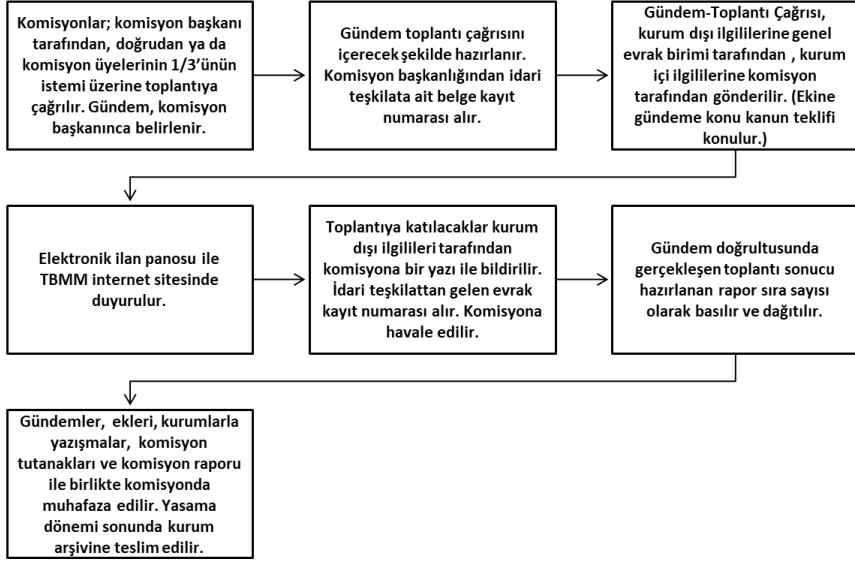 Komisyonlar; komisyon başkanı
tarafından, doğrudan ya da
komisyon üyelerinin 1/3'ünün
istemi üzerine toplantıya
çağrılır. Gündem, komisyon
başkanınca belirlenir.
Gündem toplantı çağrısını
içerecek şekilde hazırlanır.
Komisyon başkanlığından idari
teşkilata ait belge kayıt
numarası alır.
Gündem-Toplantı Çağrısı,
kurum dışı ilgililerine genel
evrak birimi tarafından , kurum
içi ilgililerine komisyon
tarafından gönderilir. (Ekine
gündeme konu kanun teklifi
konulur.)
Elektronik ilan panosu ile
TBMM internet sitesinde
duyurulur.
Toplantıya katılacaklar kurum
dışı ilgilileri tarafından
komisyona bir yazı ile bildirilir.
İdari teşkilattan gelen evrak
kayıt numarası alır. Komisyona
havale edilir.
Gündem doğrultusunda
gerçekleşen toplantı sonucu
hazırlanan rapor sıra sayısı
olarak basılır ve dağıtılır.
Gündemler, ekleri, kurumlarla
yazışmalar, komisyon
tutanakları ve komisyon raporu
ile birlikte komisyonda
muhafaza edilir. Yasama
dönemi sonunda kurum
arşivine teslim edilir.